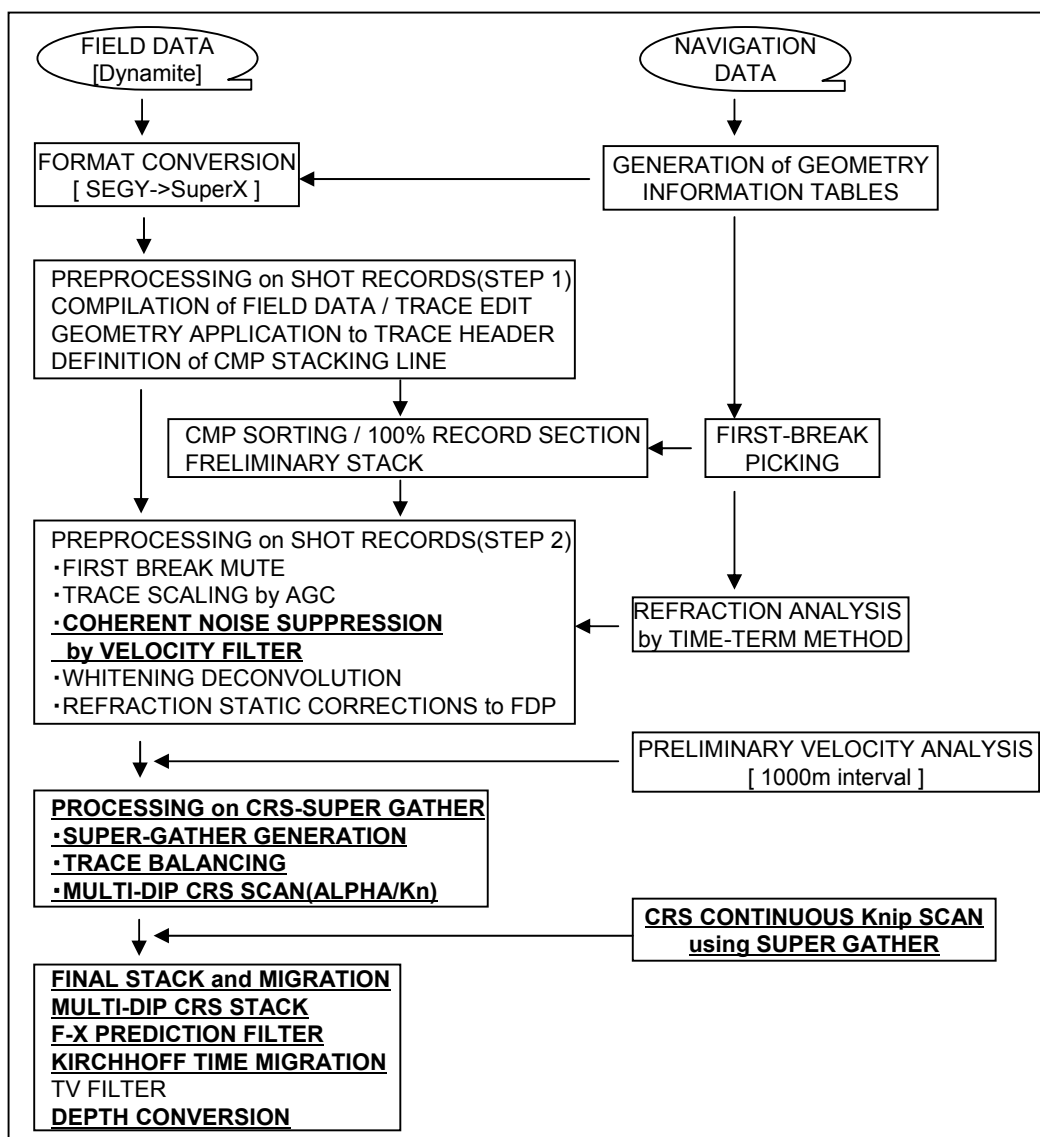 FIELD DATA
[Dynamite]
NAVIGATION
DATA
FORMAT CONVERSION
[ SEGY->SuperX ]
GENERATION of GEOMETRY
INFORMATION TABLES
PREPROCESSING on SHOT RECORDS(STEP 1)
COMPILATION of FIELD DATA / TRACE EDIT
GEOMETRY APPLICATION to TRACE HEADER
DEFINITION of CMP STACKING LINE
CMP SORTING / 100% RECORD SECTION
FRELIMINARY STACK
FIRST-BREAK
PICKING
PREPROCESSING on SHOT RECORDS(STEP 2)
・FIRST BREAK MUTE
・TRACE SCALING by AGC
・COHERENT NOISE SUPPRESSION
by VELOCITY FILTER
・WHITENING DECONVOLUTION
・REFRACTION STATIC CORRECTIONS to FDP
REFRACTION ANALYSIS
by TIME-TERM METHOD
PRELIMINARY VELOCITY ANALYSIS
[ 1000m interval ]
PROCESSING on CRS-SUPER GATHER
・SUPER-GATHER GENERATION
・TRACE BALANCING
・MULTI-DIP CRS SCAN(ALPHA/Kn)
CRS CONTINUOUS Knip SCAN
using SUPER GATHER
FINAL STACK and MIGRATION
MULTI-DIP CRS STACK
F-X PREDICTION FILTER
KIRCHHOFF TIME MIGRATION
TV FILTER
DEPTH CONVERSION